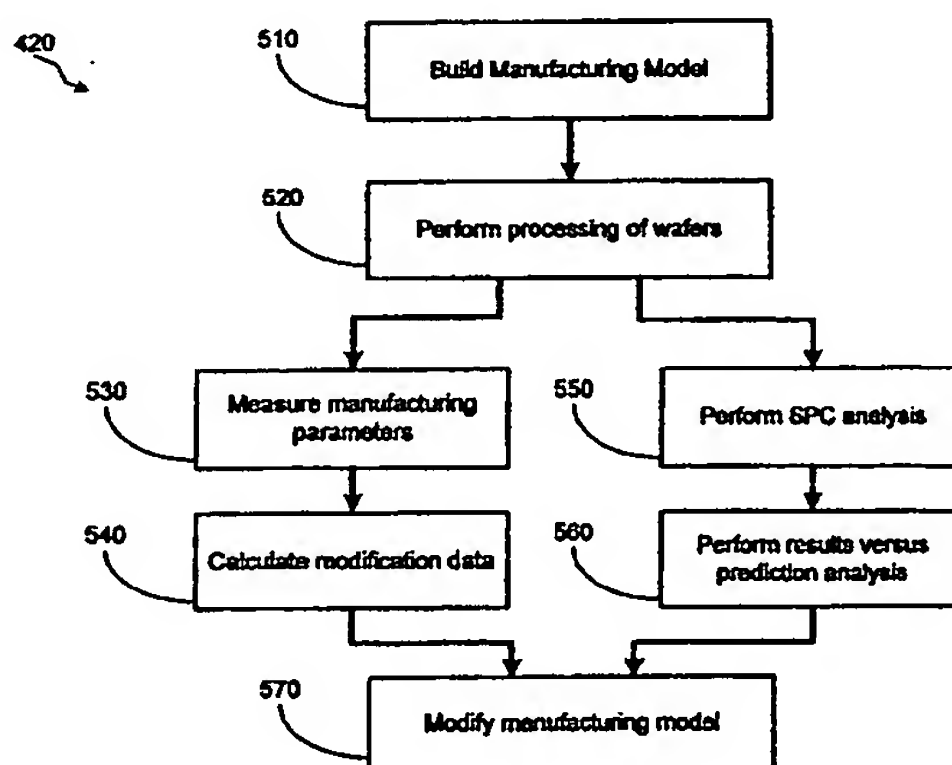 420
510
Build Manufacturing Model
520
Perform processing of wafers
530
Measure manufacturing
parameters
550
Perform SPC analysis
540
Calculate modification data
560
Perform results versus
prediction analysis
570
Modify manufacturing model